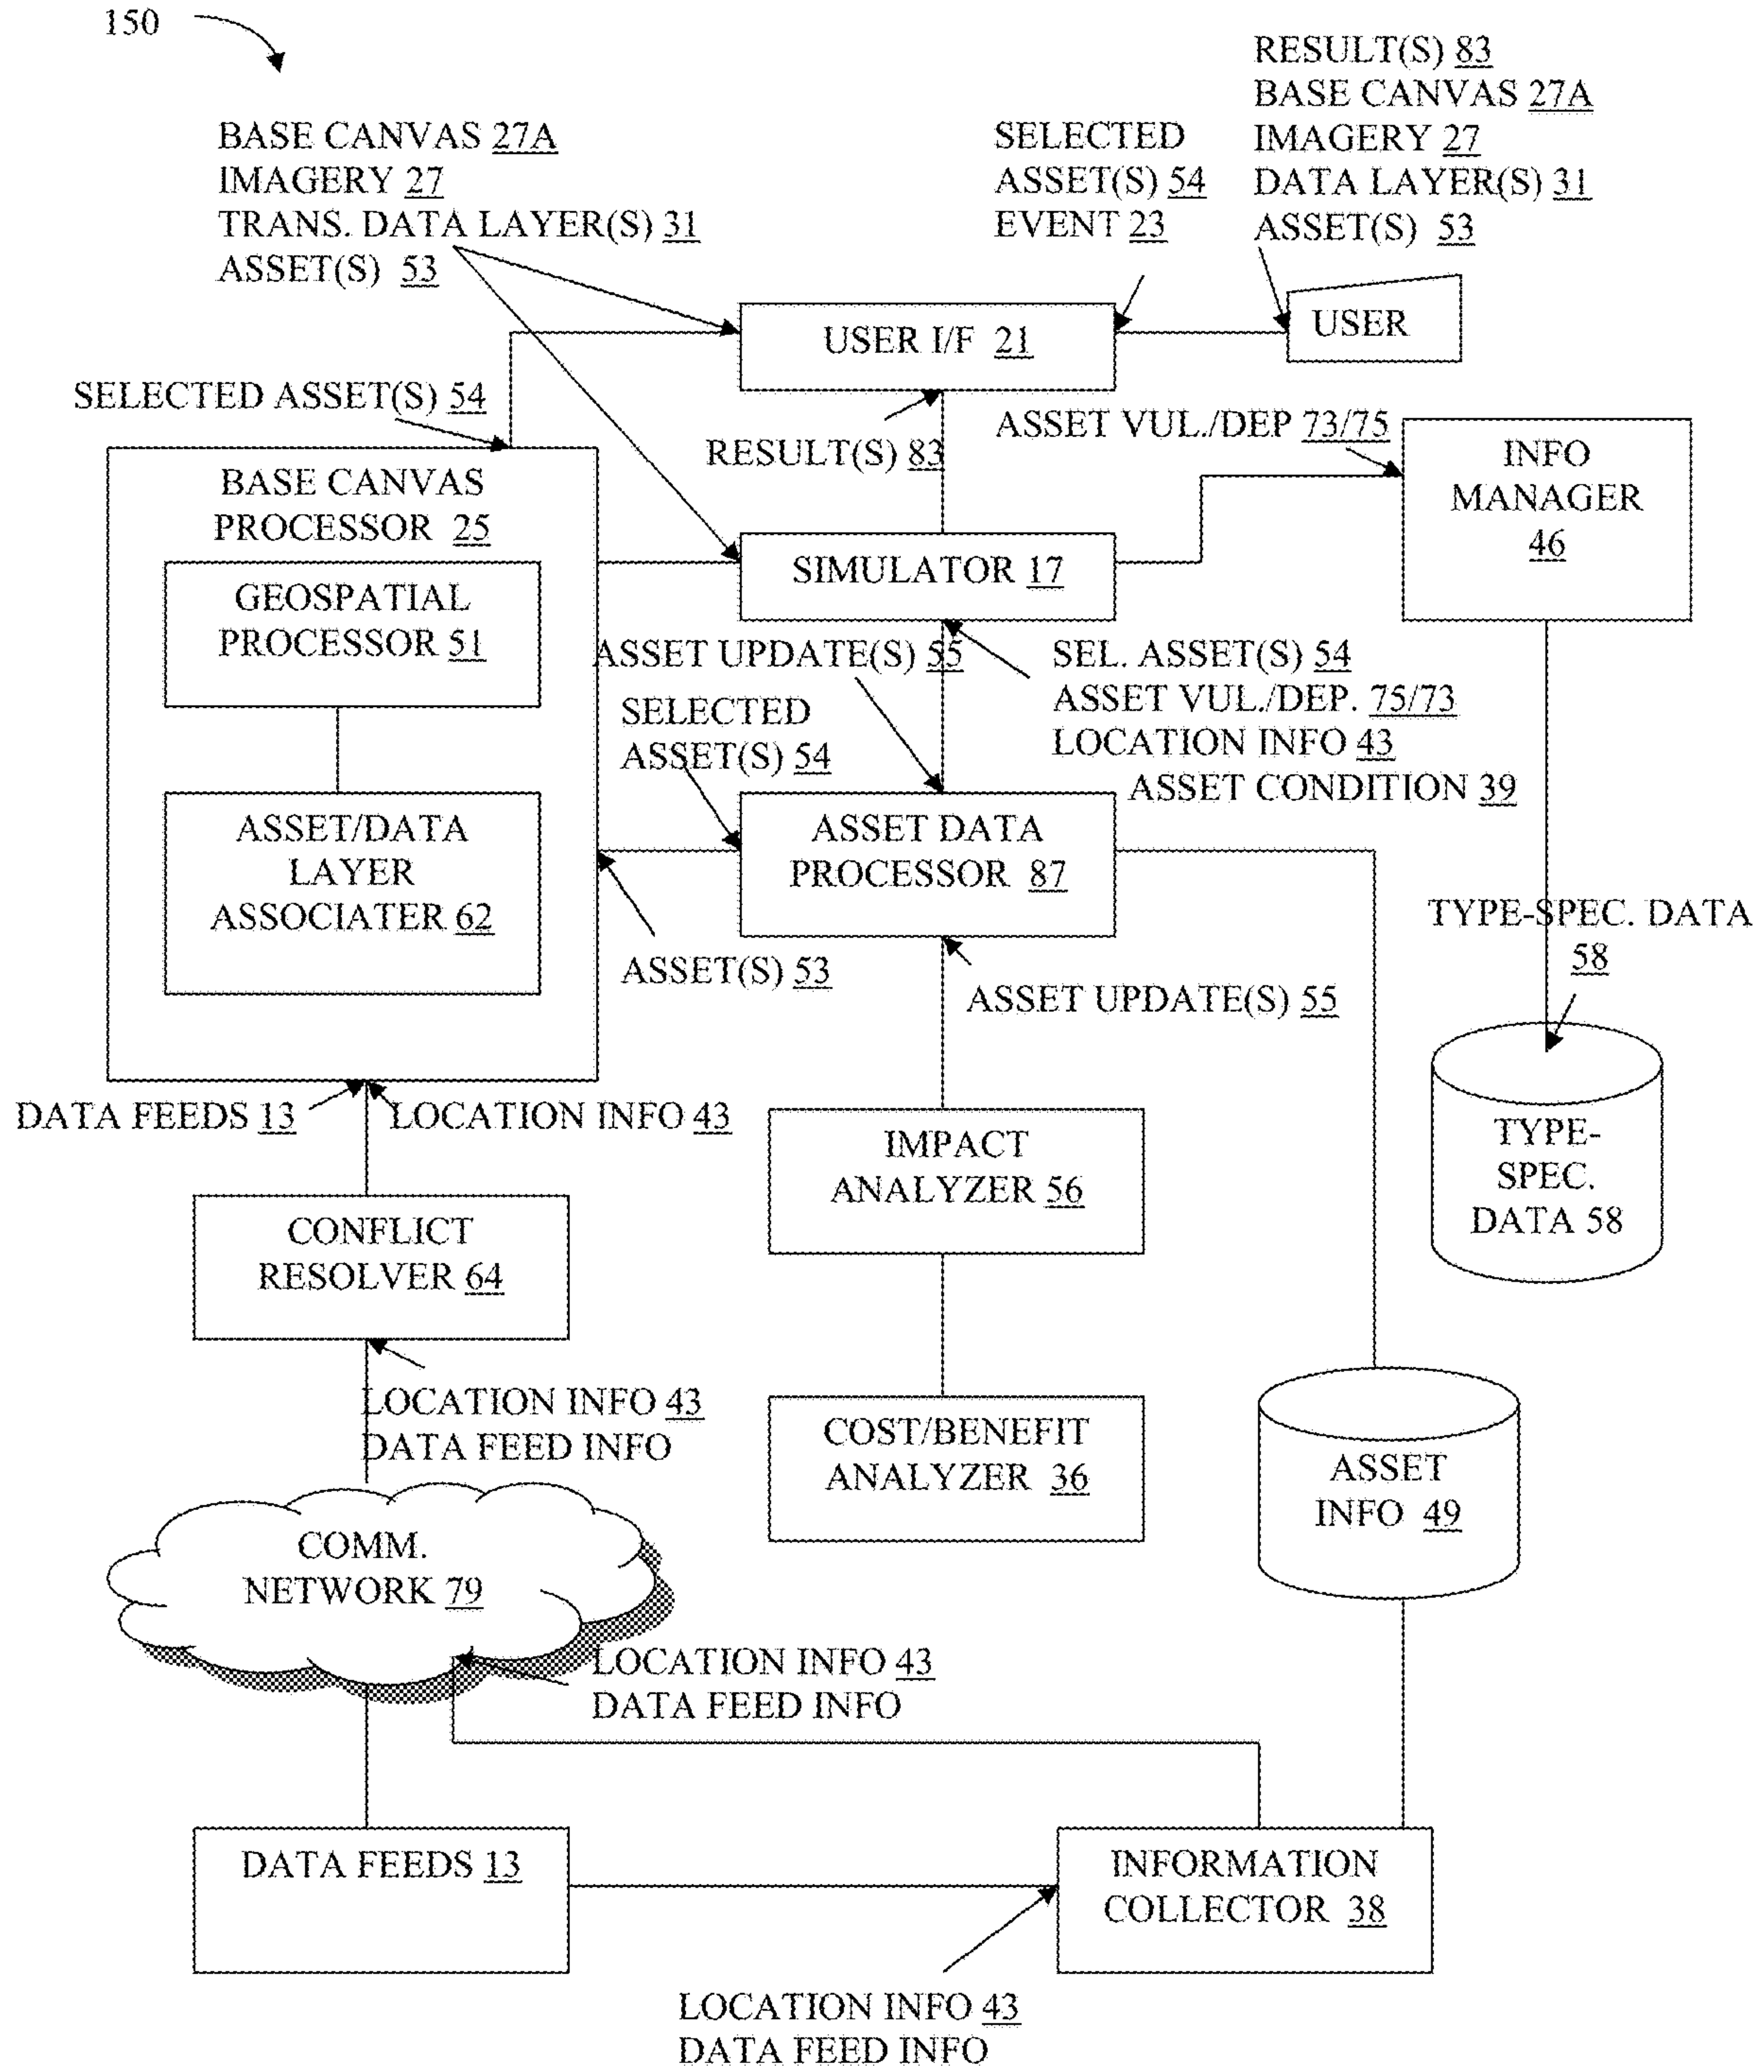 150
BASE CANVAS 27A
IMAGERY 27
TRANS. DATA LAYER(S) 31
ASSET(S) 53
SELECTED
ASSET(S) 54
EVENT 23
RESULT(S) 83
BASE CANVAS 27A
IMAGERY 27
DATA LAYER(S) 31
ASSET(S) 53
USER I/F 21
USER
SELECTED ASSET(S) 54
RESULT(S) 83
ASSET VUL./DEP 73/75
INFO
MANAGER
46
BASE CANVAS
PROCESSOR 25
GEOSPATIAL
PROCESSOR 51
SIMULATOR 17
ASSET UPDATE(S) 55
SEL. ASSET(S) 54
ASSET VUL./DEP. 75/73
LOCATION INFO 43
ASSET CONDITION 39
SELECTED
ASSET(S) 54
ASSET/DATA
LAYER
ASSOCIATER 62
ASSET DATA
PROCESSOR 87
ASSET(S) 53
ASSET UPDATE(S) 55
TYPE-SPEC. DATA
58
TYPE-
SPEC.
DATA 58
DATA FEEDS 13
LOCATION INFO 43
IMPACT
ANALYZER 56
CONFLICT
RESOLVER 64
LOCATION INFO 43
DATA FEED INFO
COST/BENEFIT
ANALYZER 36
ASSET
INFO 49
COMM.
NETWORK 79
LOCATION INFO 43
DATA FEED INFO
DATA FEEDS 13
INFORMATION
COLLECTOR 38
LOCATION INFO 43
DATA FEED INFO